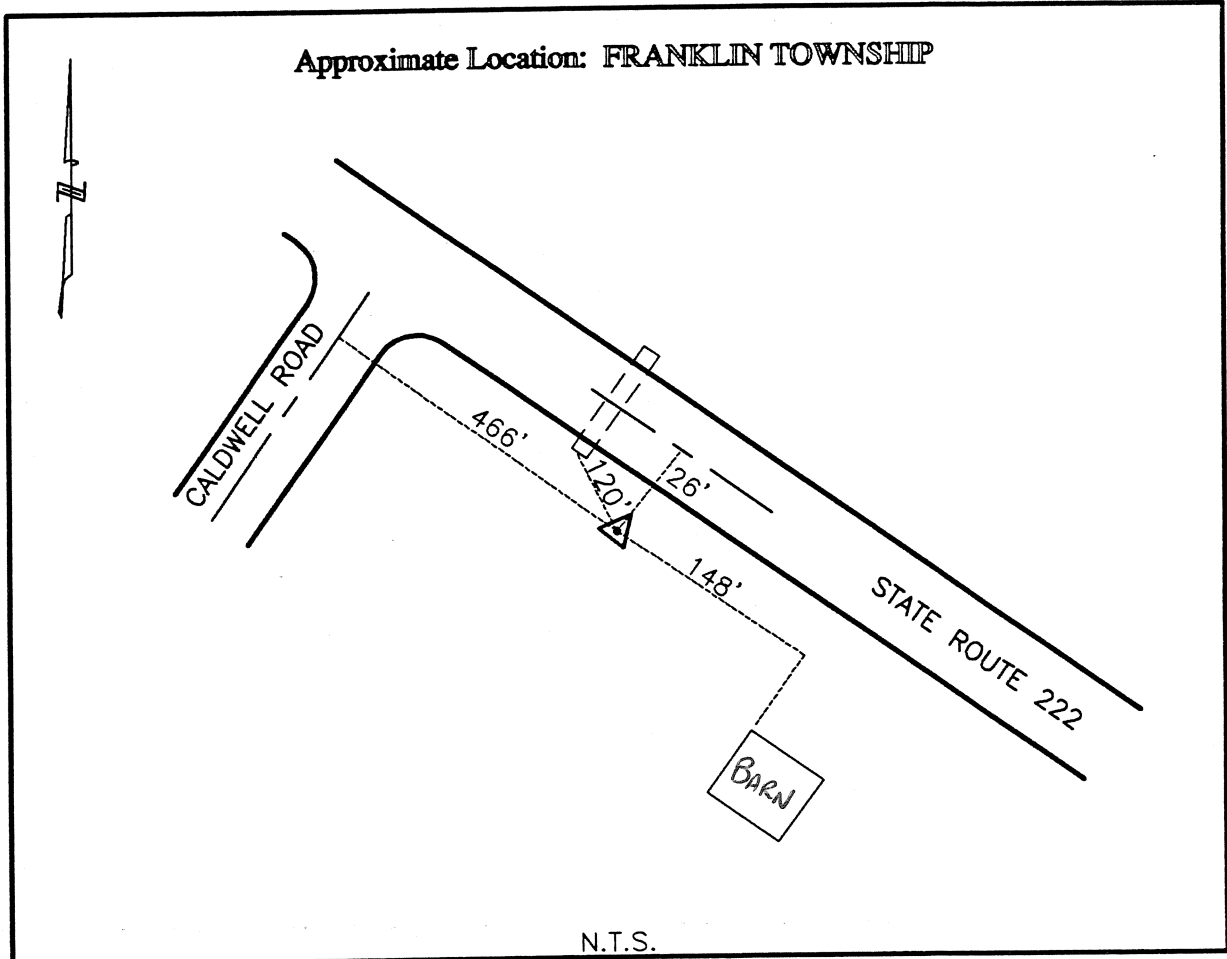 Approximate Location: FRANKLIN TOWNSHIP
N
CALDWELL ROAD
466'
120'
26'
148'
STATE ROUTE 222
BARN
N.T.S.